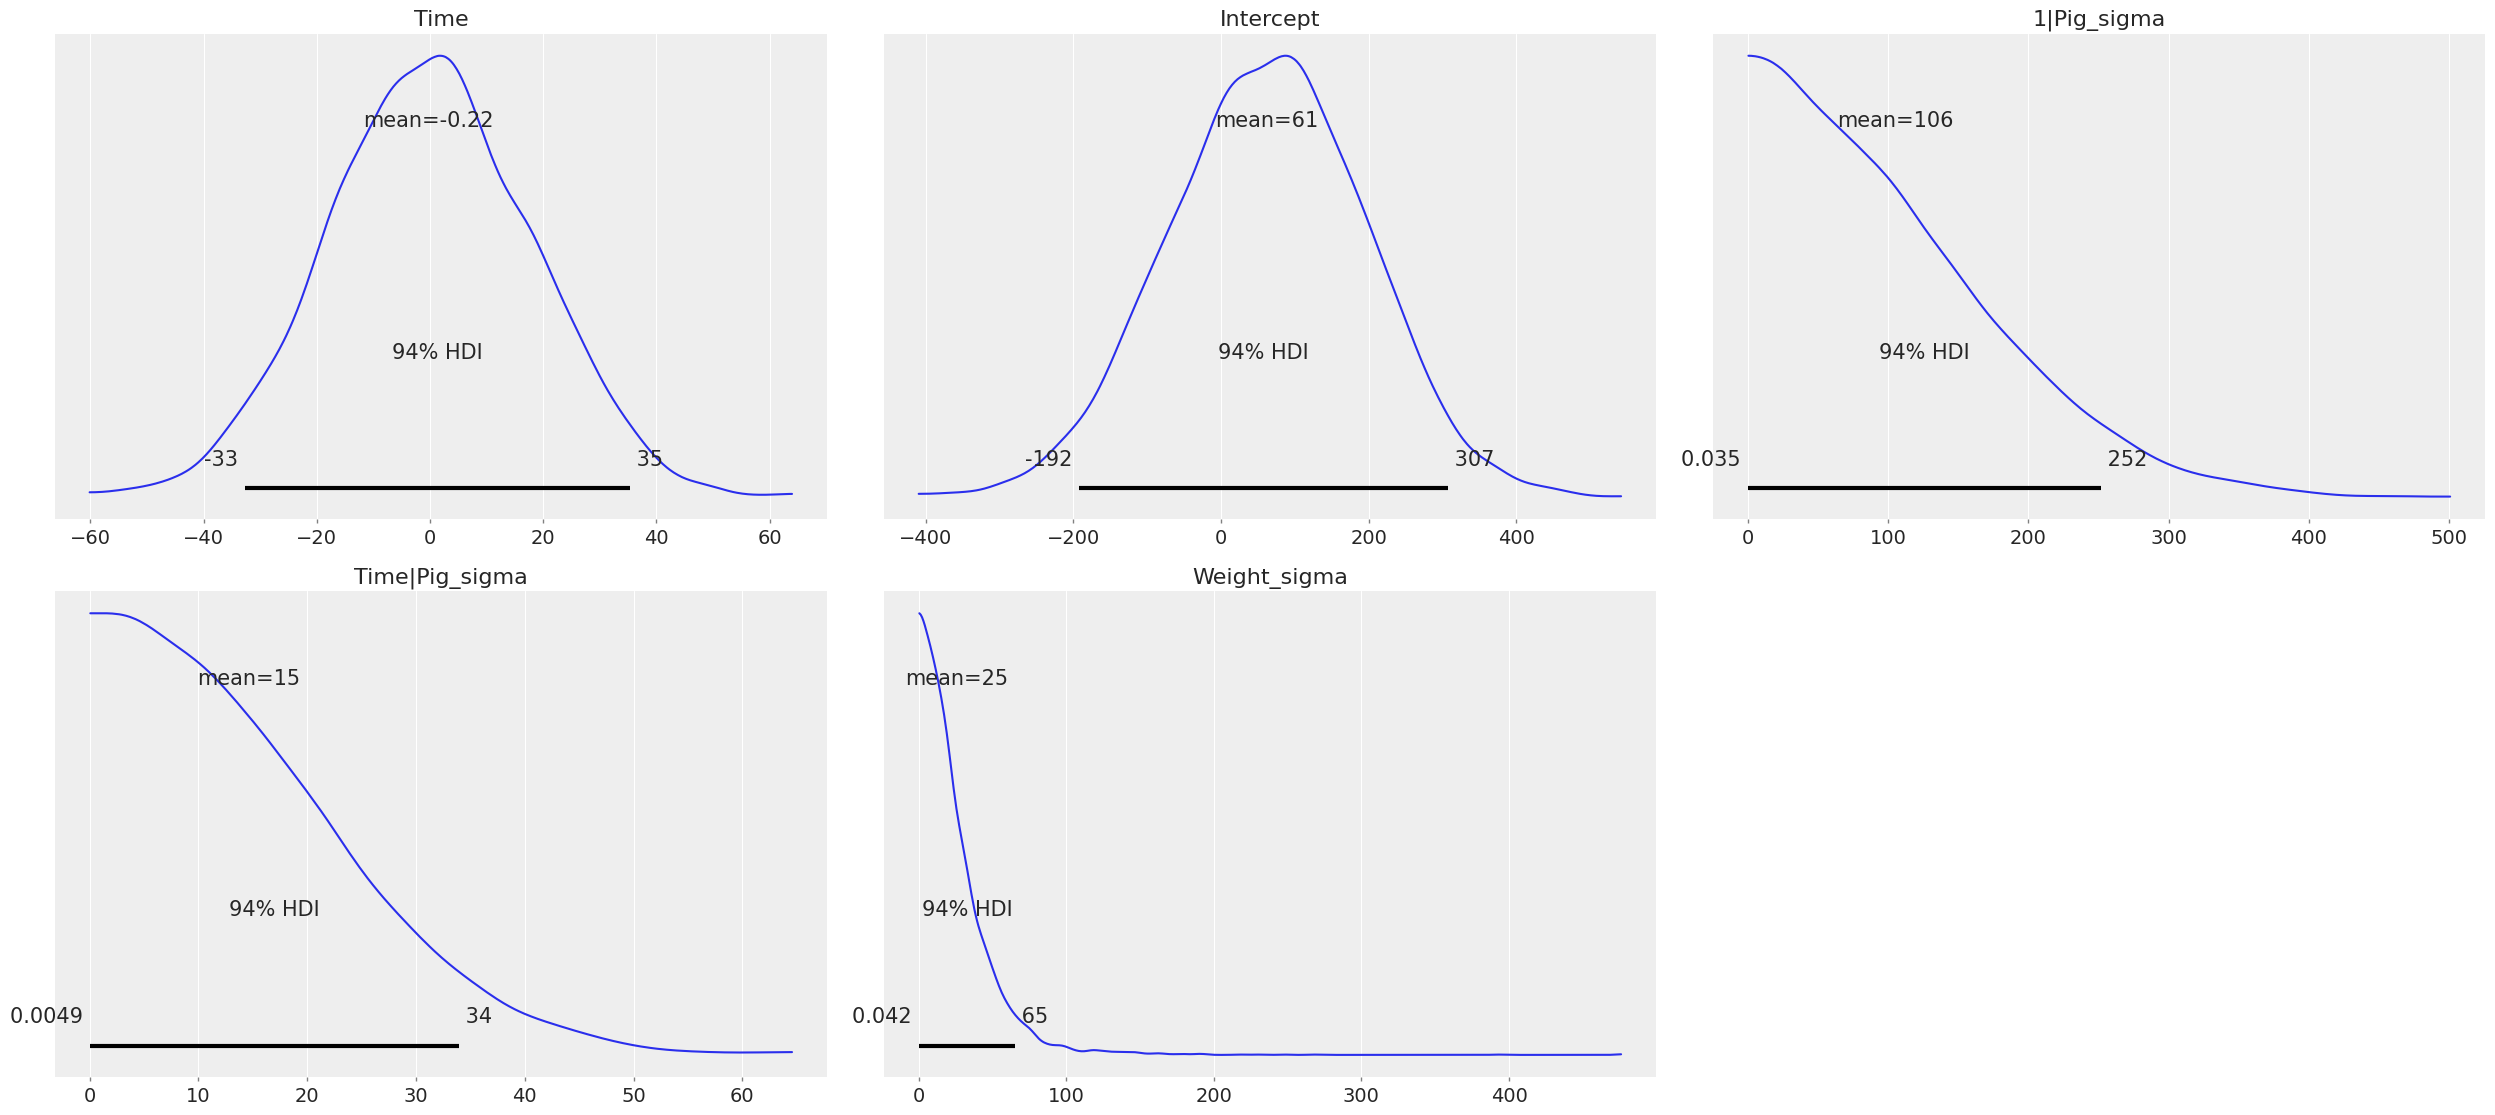 Time
mean=-0.22
94% HDI
-33
35
−60 −40 −20 0 20 40 60
Intercept
mean=61
94% HDI
-192
307
−400 −200 0 200 400
1|Pig_sigma
mean=106
94% HDI
0.035
252
0 100 200 300 400 500
Time|Pig_sigma
mean=15
94% HDI
0.0049
34
0 10 20 30 40 50 60
Weight_sigma
mean=25
94% HDI
0.042
65
0 100 200 300 400